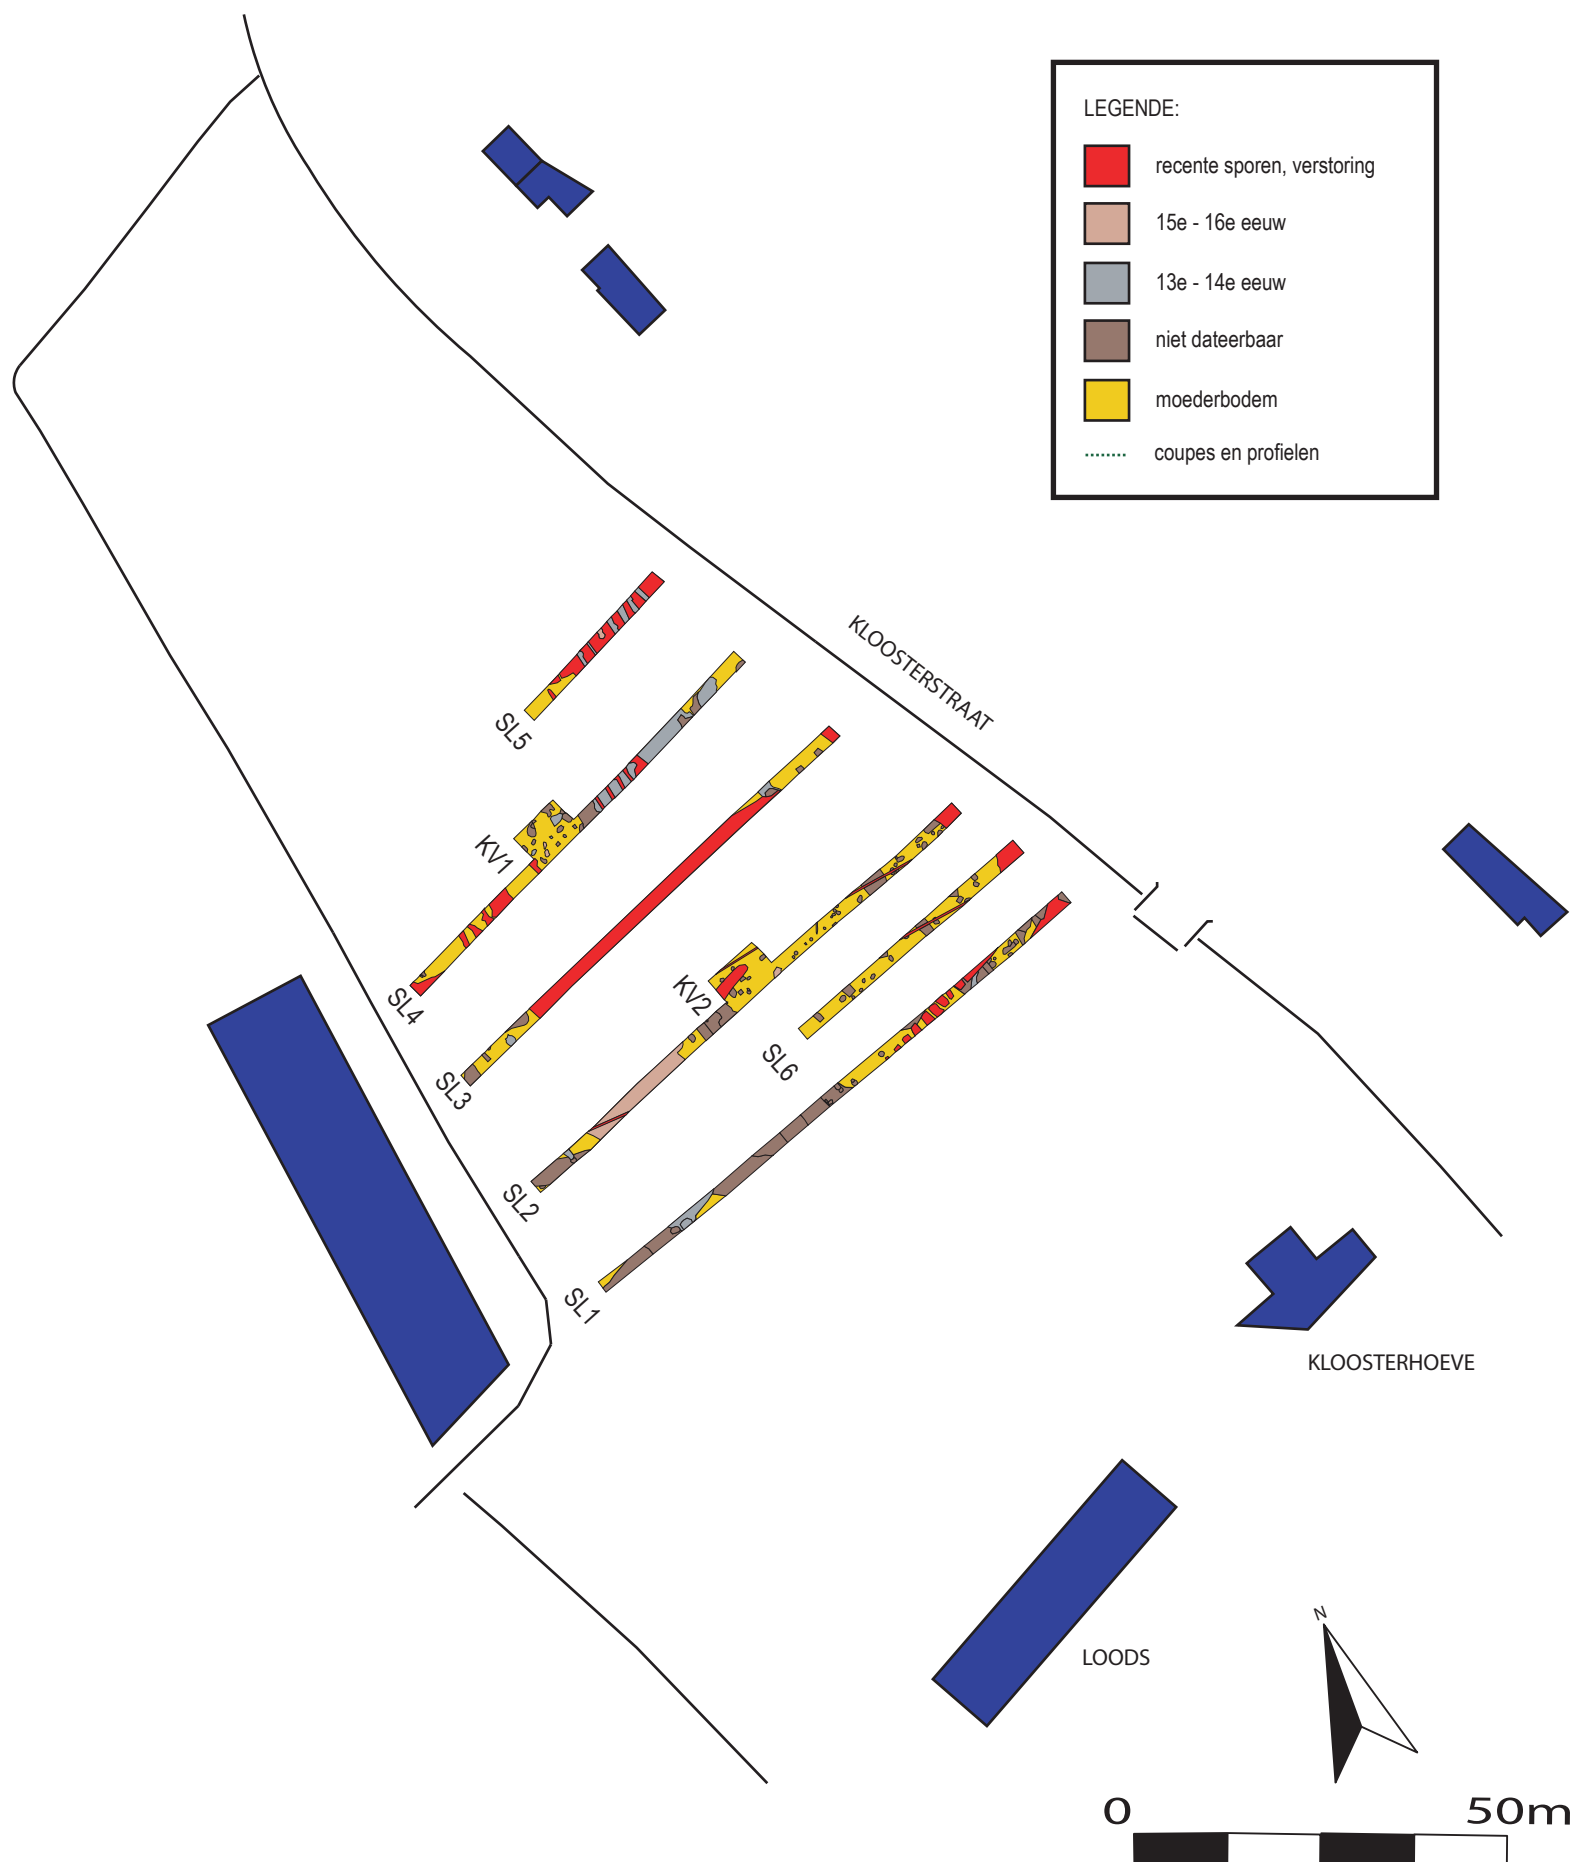 LEGENDE:
recente sporen, verstoring
15e - 16e eeuw
13e - 14e eeuw
niet dateerbaar
moederbodem
coupes en profielen
KLOOSTERSTRAAT
SL5
KV1
SL4
KV2
SL3
SL6
SL2
SL1
KLOOSTERHOEVE
LOODS
N
0 50m